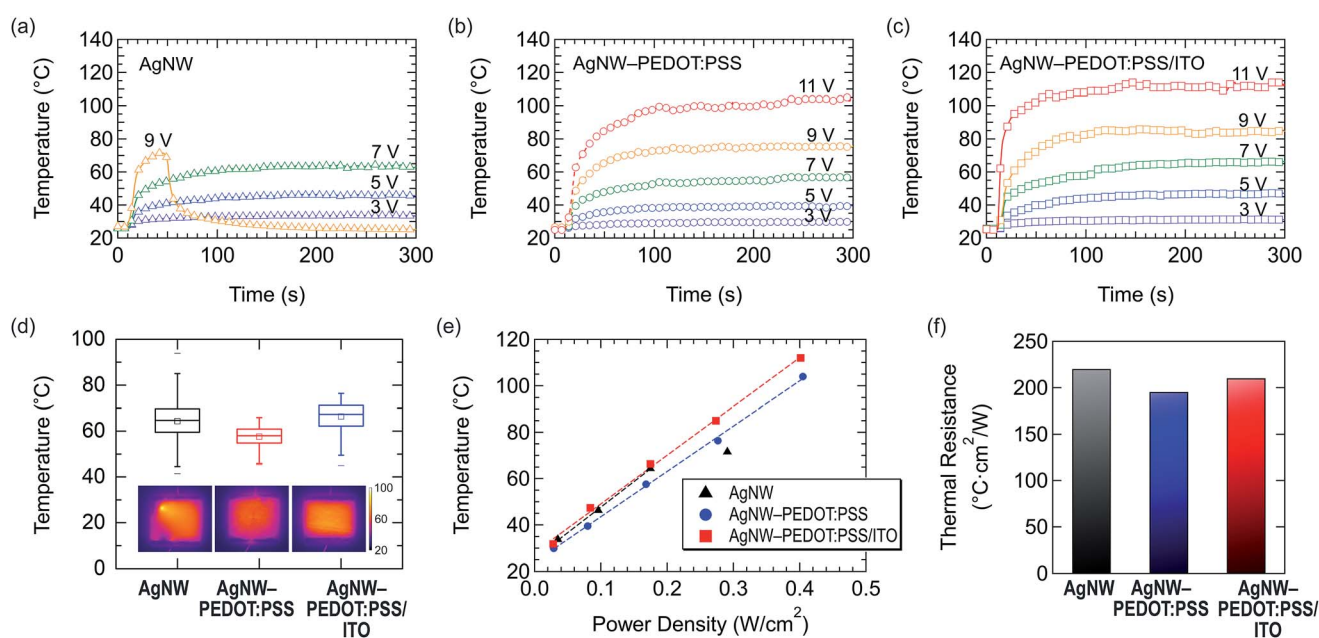 (a)
AgNW
9 V
7 V
5 V
3 V
140
120
100
80
60
40
20
0
100
200
300
Temperature (°C)
Time (s)
(b)
AgNW–PEDOT:PSS
11 V
9 V
7 V
5 V
3 V
140
120
100
80
60
40
20
0
100
200
300
Temperature (°C)
Time (s)
(c)
AgNW–PEDOT:PSS/ITO
11 V
9 V
7 V
5 V
3 V
140
120
100
80
60
40
20
0
100
200
300
Temperature (°C)
Time (s)
(d)
100
80
60
40
20
0
Temperature (°C)
100
60
20
AgNW
AgNW–
PEDOT:PSS
AgNW–
PEDOT:PSS/
ITO
(e)
120
100
80
60
40
20
0.0
0.1
0.2
0.3
0.4
0.5
Temperature (°C)
Power Density (W/cm²)
AgNW
AgNW–PEDOT:PSS
AgNW–PEDOT:PSS/ITO
(f)
250
200
150
100
50
0
Thermal Resistance
(°C·cm²/W)
AgNW
AgNW–
PEDOT:PSS
AgNW–
PEDOT:PSS/
ITO